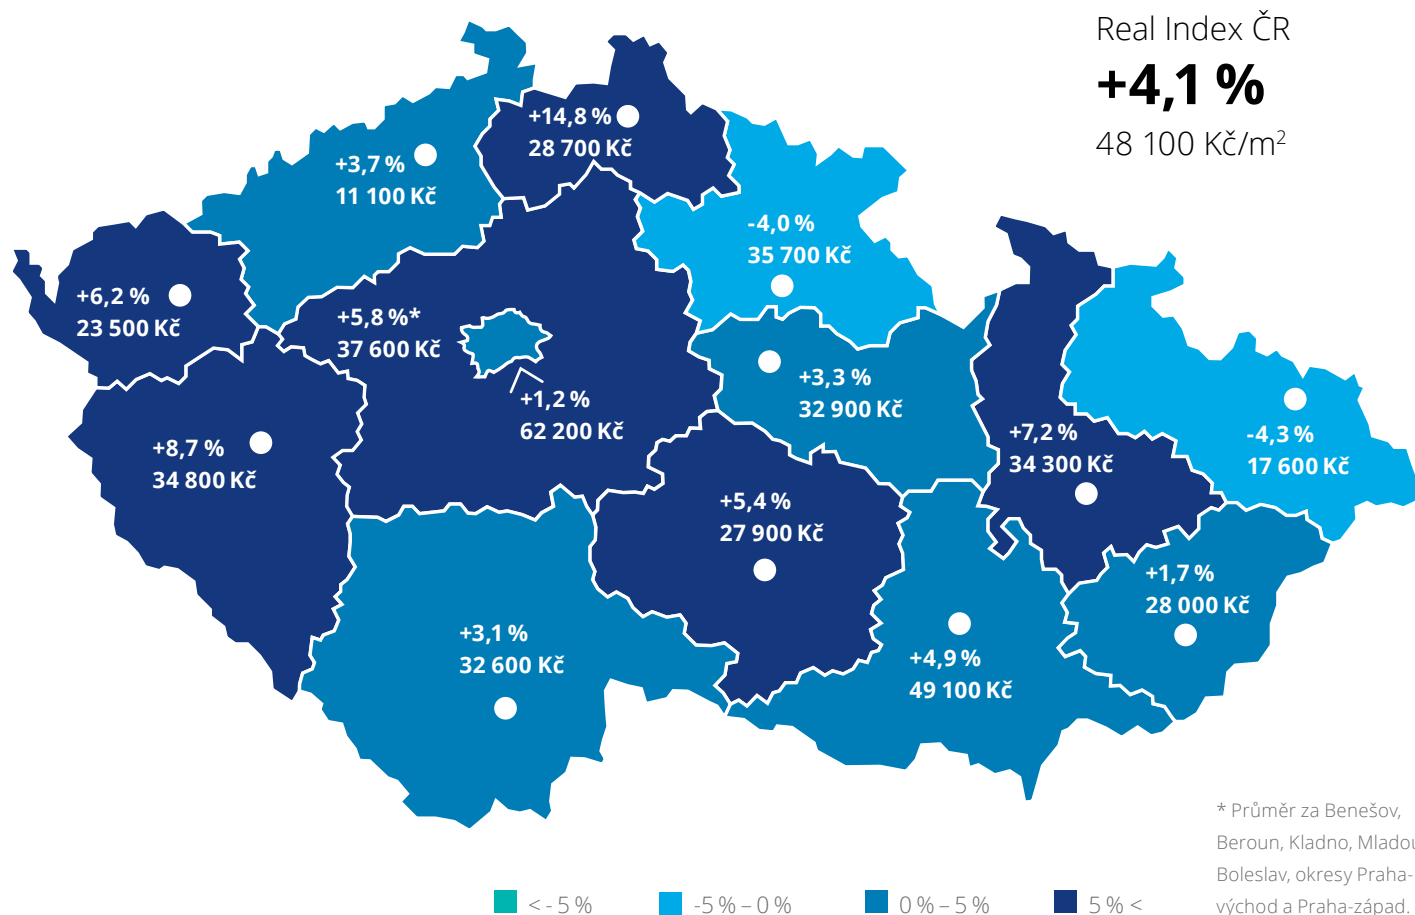 Real Index ČR
+4,1 %
48 100 Kč/m²
+14,8 %
28 700 Kč
+3,7 %
11 100 Kč
-4,0 %
35 700 Kč
+6,2 %
23 500 Kč
+5,8 %*
37 600 Kč
+1,2 %
62 200 Kč
+3,3 %
32 900 Kč
+8,7 %
34 800 Kč
+7,2 %
34 300 Kč
-4,3 %
17 600 Kč
+5,4 %
27 900 Kč
+1,7 %
28 000 Kč
+3,1 %
32 600 Kč
+4,9 %
49 100 Kč
* Průměr za Benešov,
Beroun, Kladno, Mladou
Boleslav, okresy Praha-
východ a Praha-západ.
< - 5 %
-5 % – 0 %
0 % – 5 %
5 % <